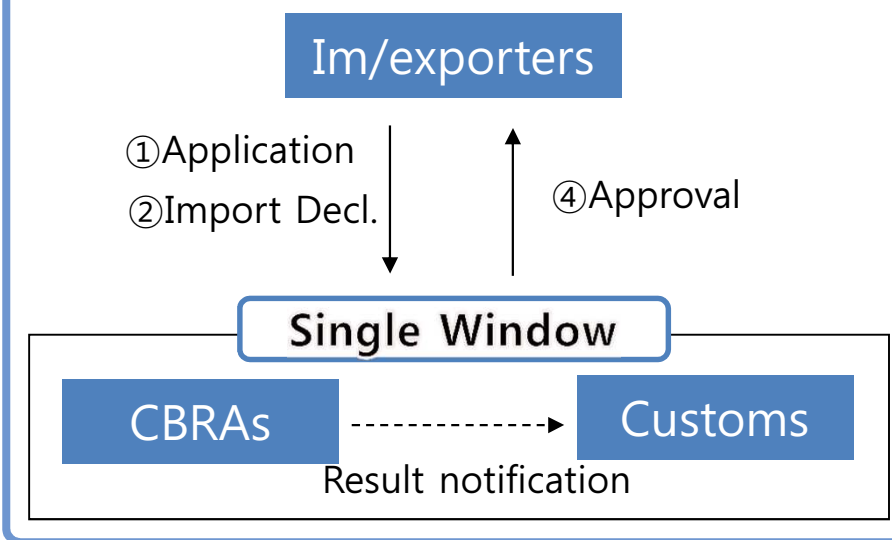 Im/exporters
①Application
②Import Decl.
④Approval
Single Window
CBRAs
Customs
Result notification